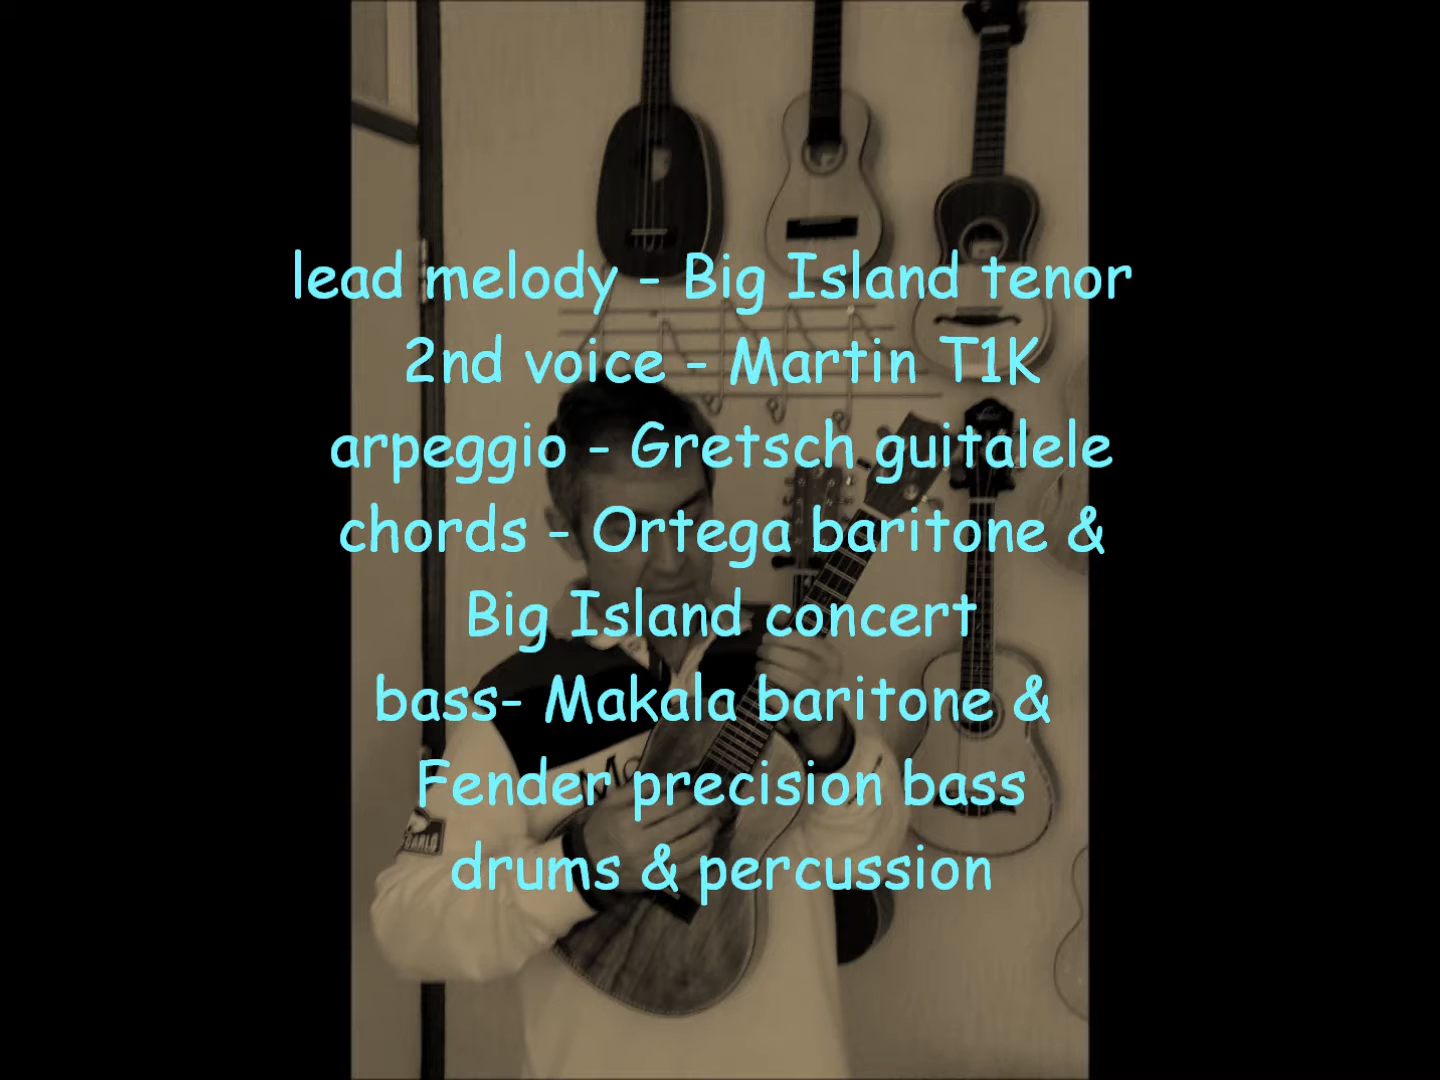 lead melody - Big Island tenor
2nd voice - Martin T1K
arpeggio - Gretsch guitalele
chords - Ortega baritone &
Big Island concert
bass- Makala baritone &
Fender precision bass
drums & percussion